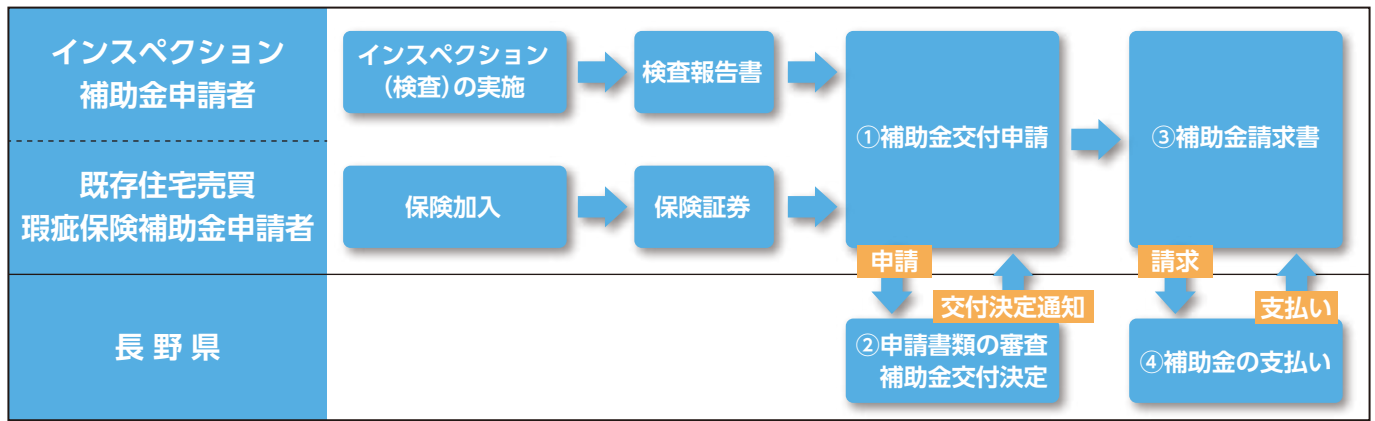 インスペクション
補助金申請者
インスペクション
(検査)の実施
検査報告書
①補助金交付申請
③補助金請求書
既存住宅売買
瑕疵保険補助金申請者
保険加入
保険証券
申請
交付決定通知
請求
支払い
長野県
②申請書類の審査
補助金交付決定
④補助金の支払い